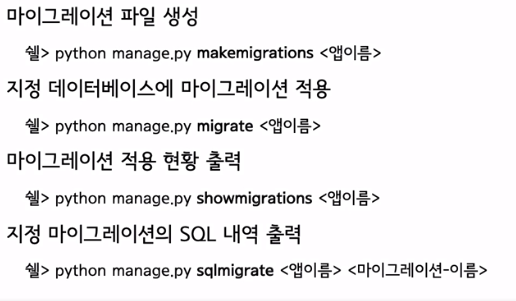 마이그레이션 파일 생성
쉘> python manage.py makemigrations <앱이름>
지정 데이터베이스에 마이그레이션 적용
쉘> python manage.py migrate <앱이름>
마이그레이션 적용 현황 출력
쉘> python manage.py showmigrations <앱이름>
지정 마이그레이션의 SQL 내역 출력
쉘> python manage.py sqlmigrate <앱이름> <마이그레이션-이름>